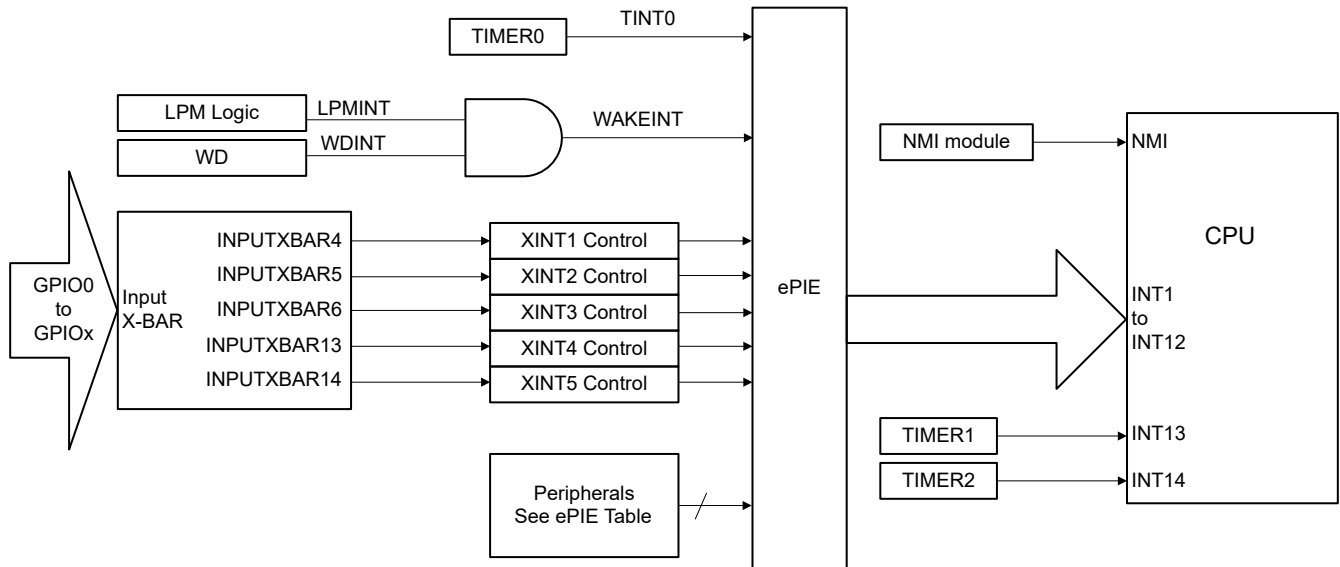 TINT0
TIMER0
LPM Logic
LPMINT
WAKEINT
WD
WDINT
NMI module
NMI
CPU
GPIO0
to
GPIOx
Input
X-BAR
INPUTXBAR4
INPUTXBAR5
INPUTXBAR6
INPUTXBAR13
INPUTXBAR14
XINT1 Control
XINT2 Control
XINT3 Control
XINT4 Control
XINT5 Control
ePIE
INT1
to
INT12
TIMER1
INT13
TIMER2
INT14
Peripherals
See ePIE Table